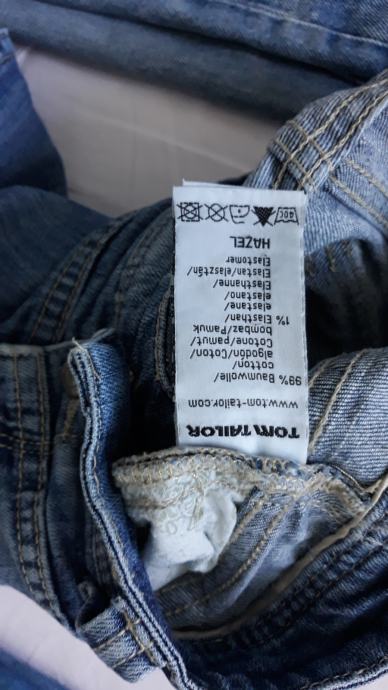 TOM TAILOR
www.tom-tailor.com
99% Baumwolle/
cotton/
algodón/coton/
Cotone/pamut/
bombaz/Pamuk
1% Elasthan/
elastane/
elastano/
Elasthanne/
Elastan/elasztán/
Elastomer
HAZEL
40C